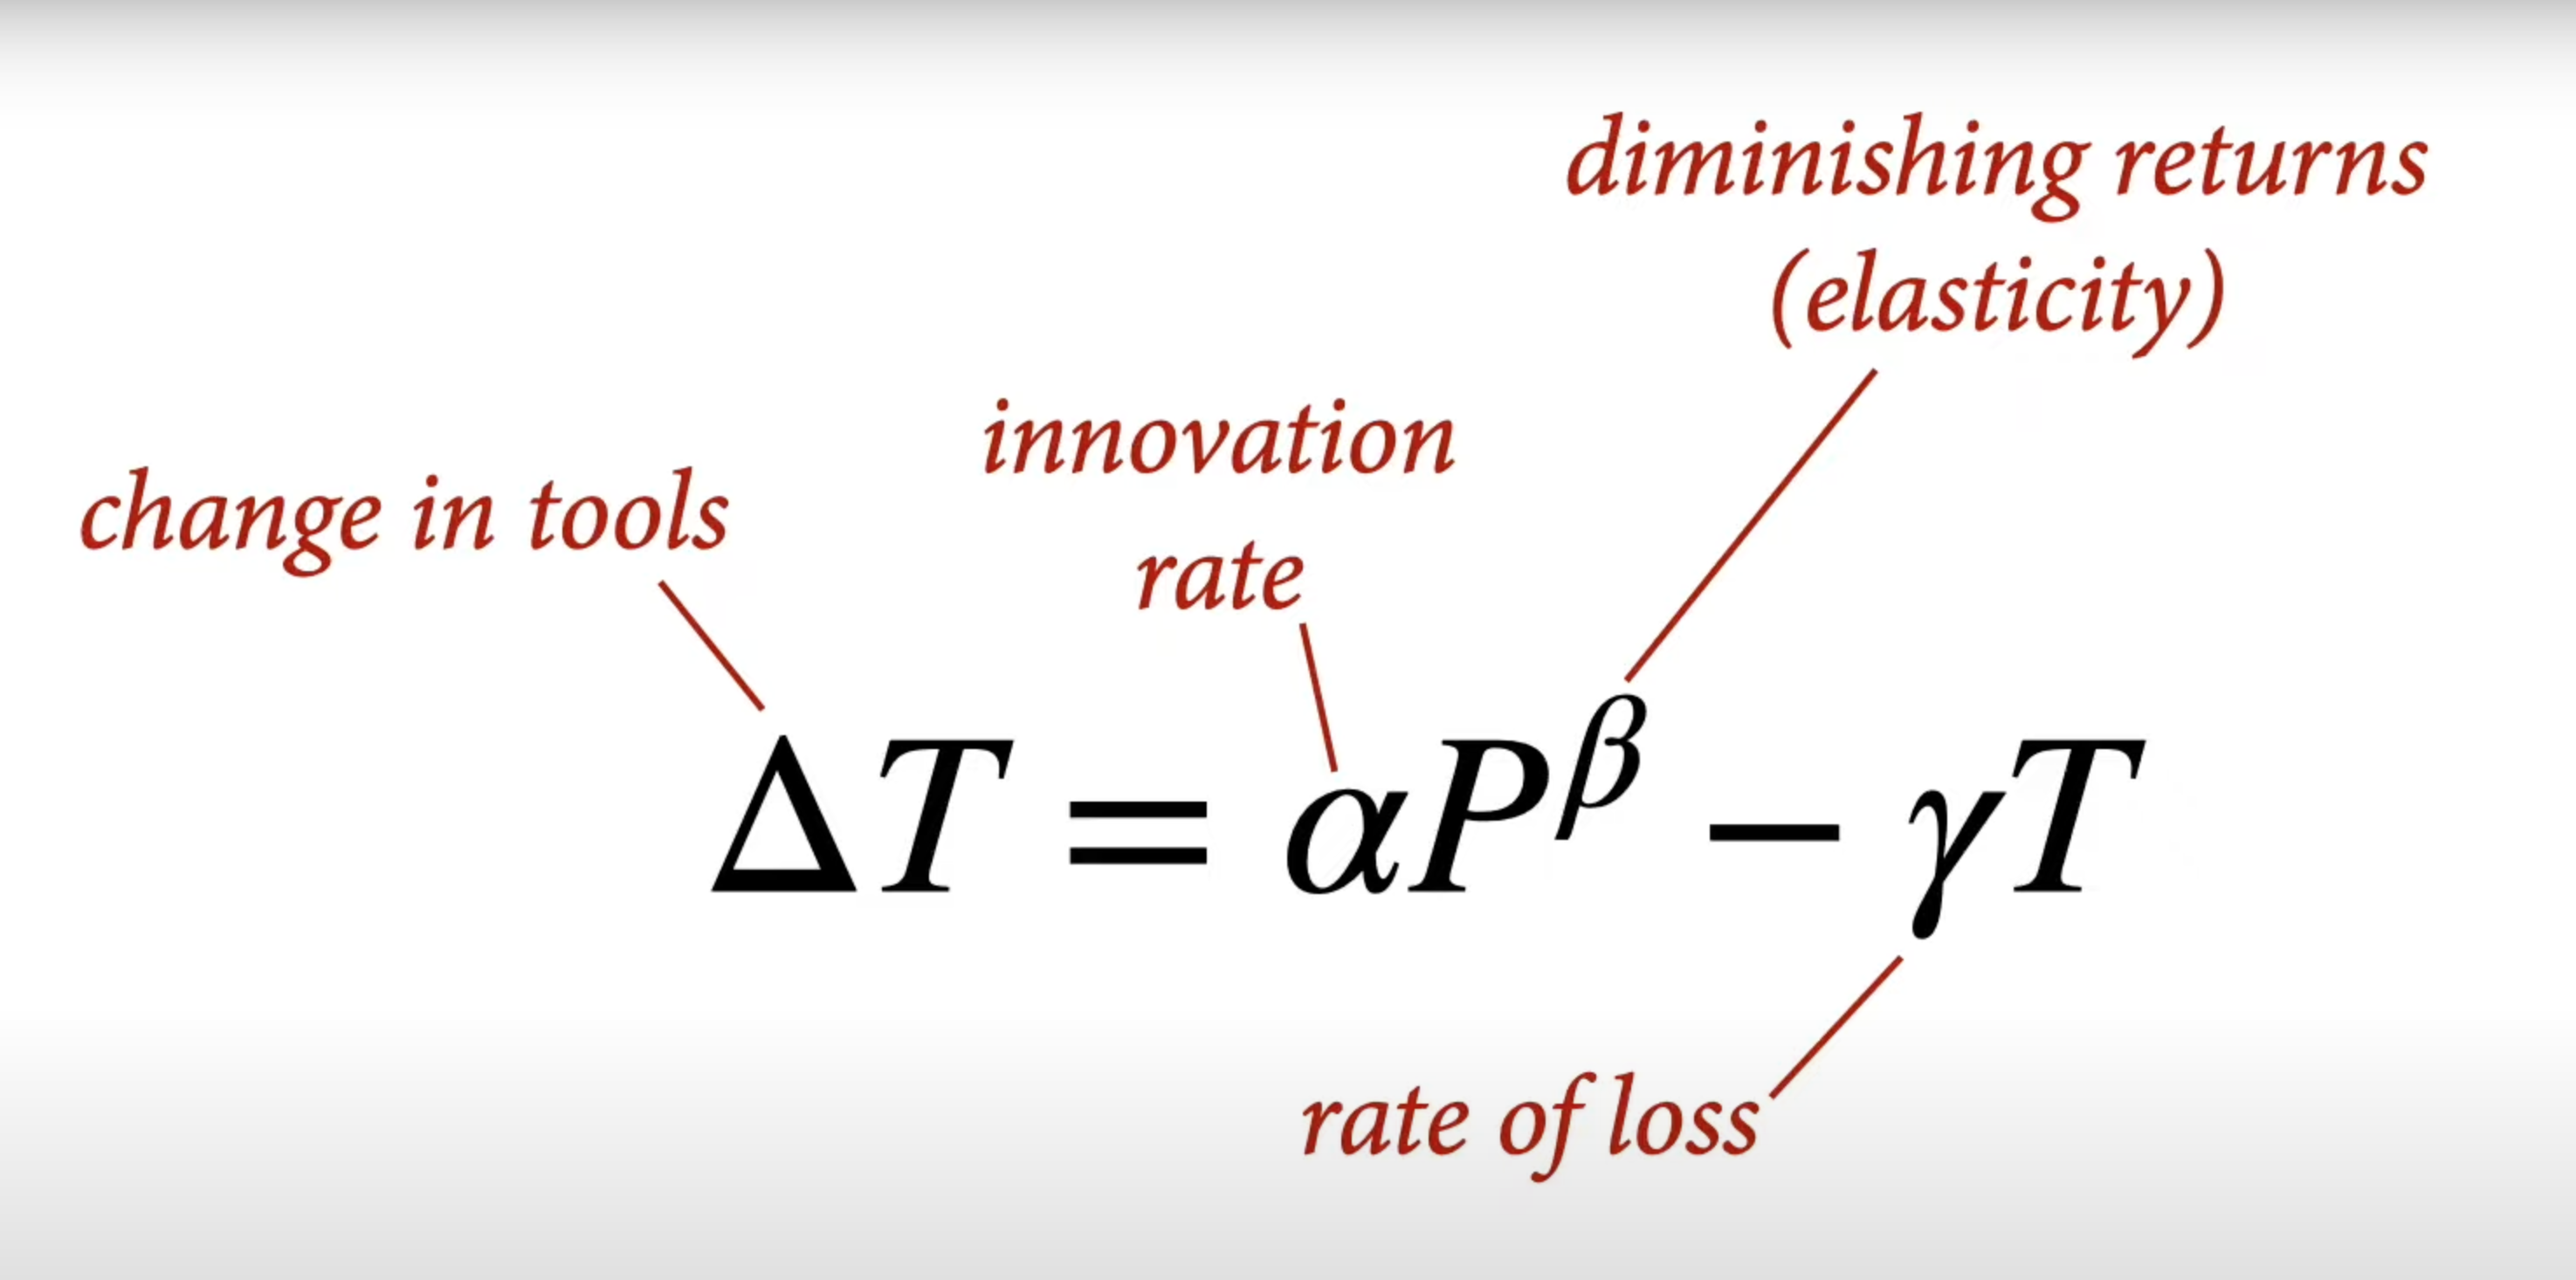 diminishing returns
(elasticity)
innovation
rate
change in tools
ΔT = αP^β − γT
rate of loss